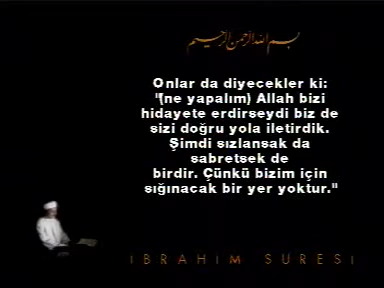 بسم الله الرحمن الرحيم
Onlar da diyecekler ki:
"(ne yapalım) Allah bizi
hidayete erdirseydi biz de
sizi doğru yola iletirdik.
Şimdi sızlansak da
sabretsek de
birdir. Çünkü bizim için
sığınacak bir yer yoktur."
IBRAHIM SURESI